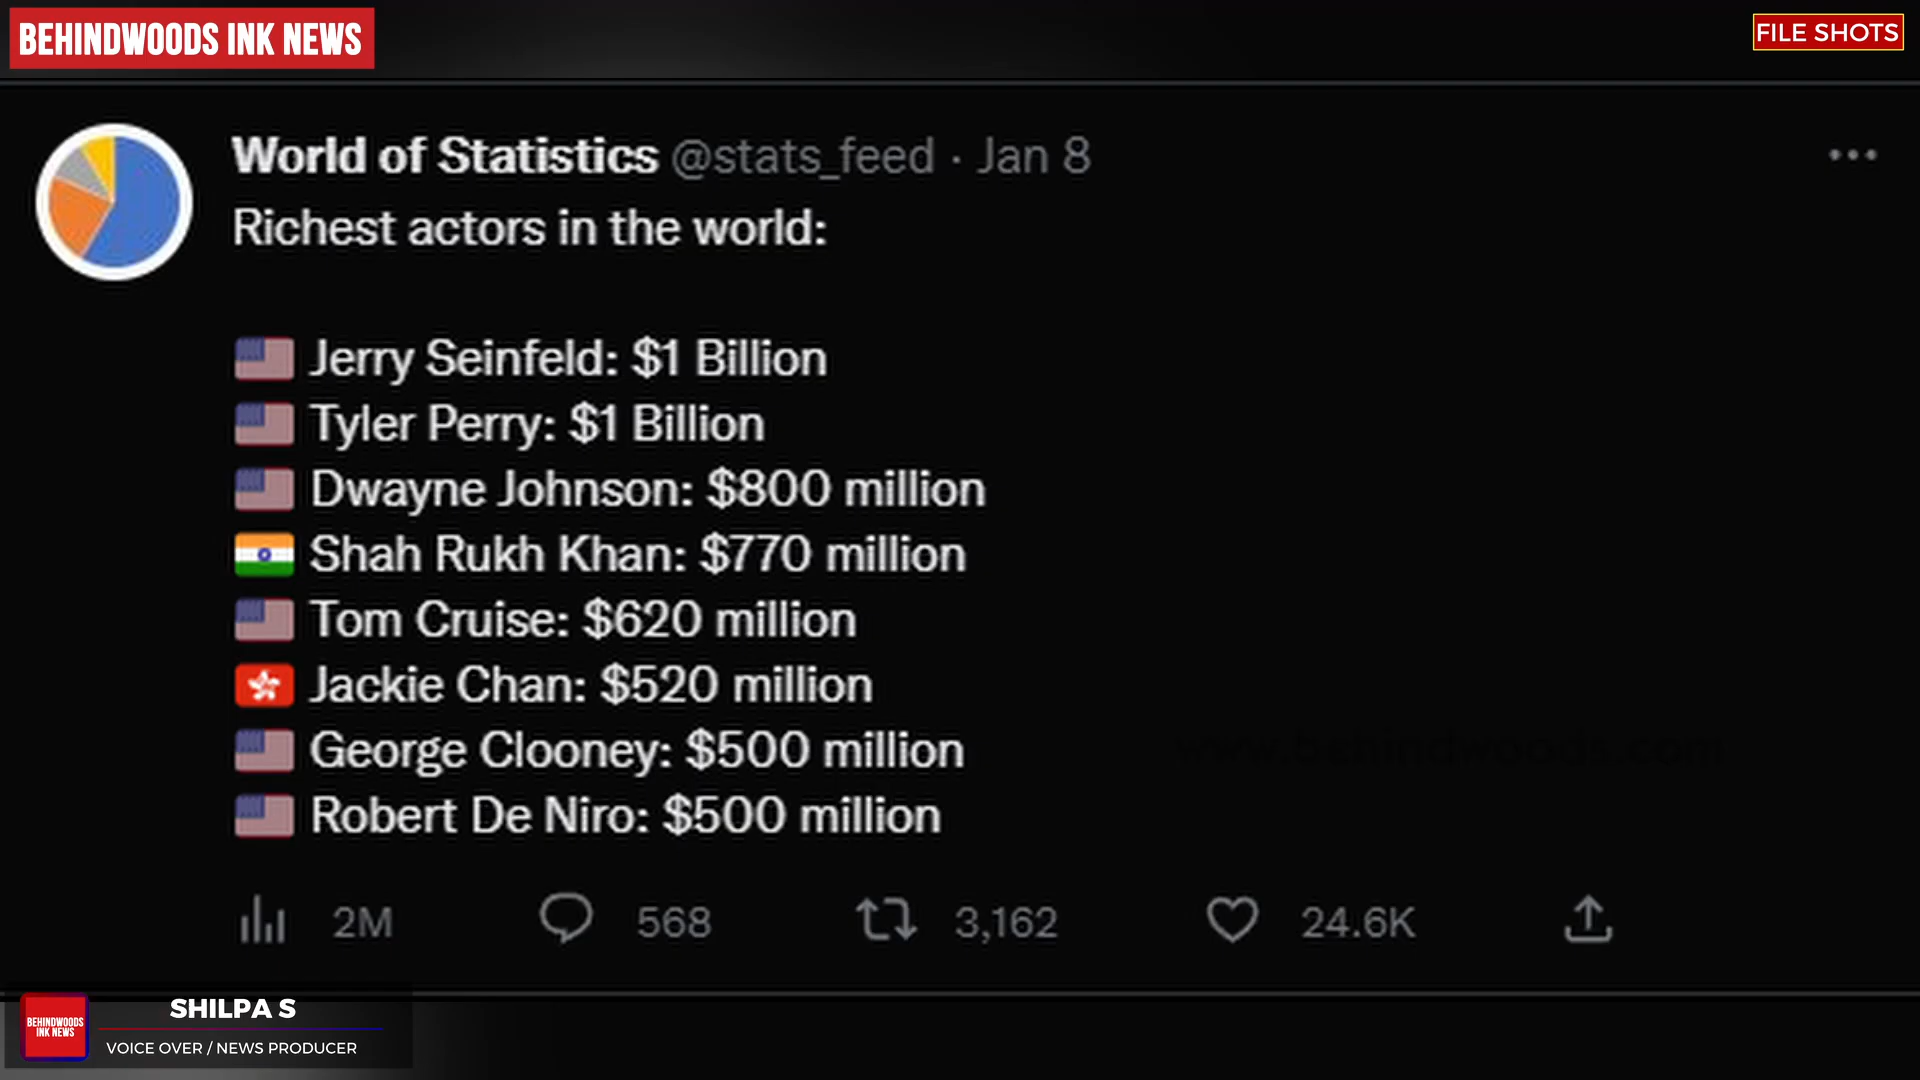 BEHINDWOODS INK NEWS
FILE SHOTS
World of Statistics @stats_feed · Jan 8
Richest actors in the world:
Jerry Seinfeld: $1 Billion
Tyler Perry: $1 Billion
Dwayne Johnson: $800 million
Shah Rukh Khan: $770 million
Tom Cruise: $620 million
Jackie Chan: $520 million
George Clooney: $500 million
Robert De Niro: $500 million
www.behindwoods.com
2M 568 3,162 24.6K
BEHINDWOODS
INK NEWS
SHILPA S
VOICE OVER / NEWS PRODUCER